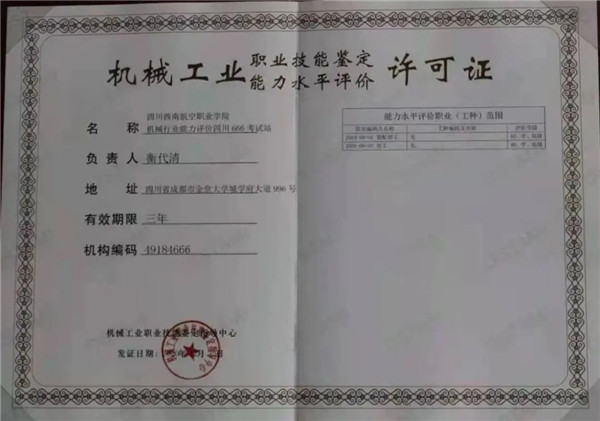 机械工业 职业技能鉴定 许可证
能力水平评价
名称 四川西南航空职业学院
机械行业能力评价四川666考试站
负责人 衡代清
地址 四川省成都市金堂大学城学府大道996号
有效期限 三年
机构编码 49184666
机械工业职业技能鉴定指导中心
发证日期：
能力水平评价职业（工种）范围